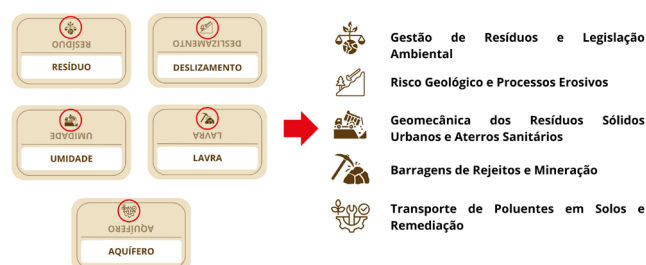 RESÍDUO
RESÍDUO
DESLIZAMENTO
DESLIZAMENTO
UMIDADE
UMIDADE
LAVRA
LAVRA
AQUÍFERO
AQUÍFERO
Gestão de Resíduos e Legislação
Ambiental
Risco Geológico e Processos Erosivos
Geomecânica dos Resíduos Sólidos
Urbanos e Aterros Sanitários
Barragens de Rejeitos e Mineração
Transporte de Poluentes em Solos e
Remediação